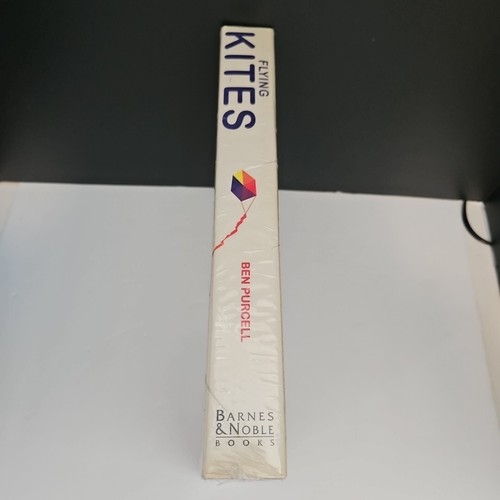 FLYING
KITES
BEN PURCELL
BARNES
& NOBLE
BOOKS